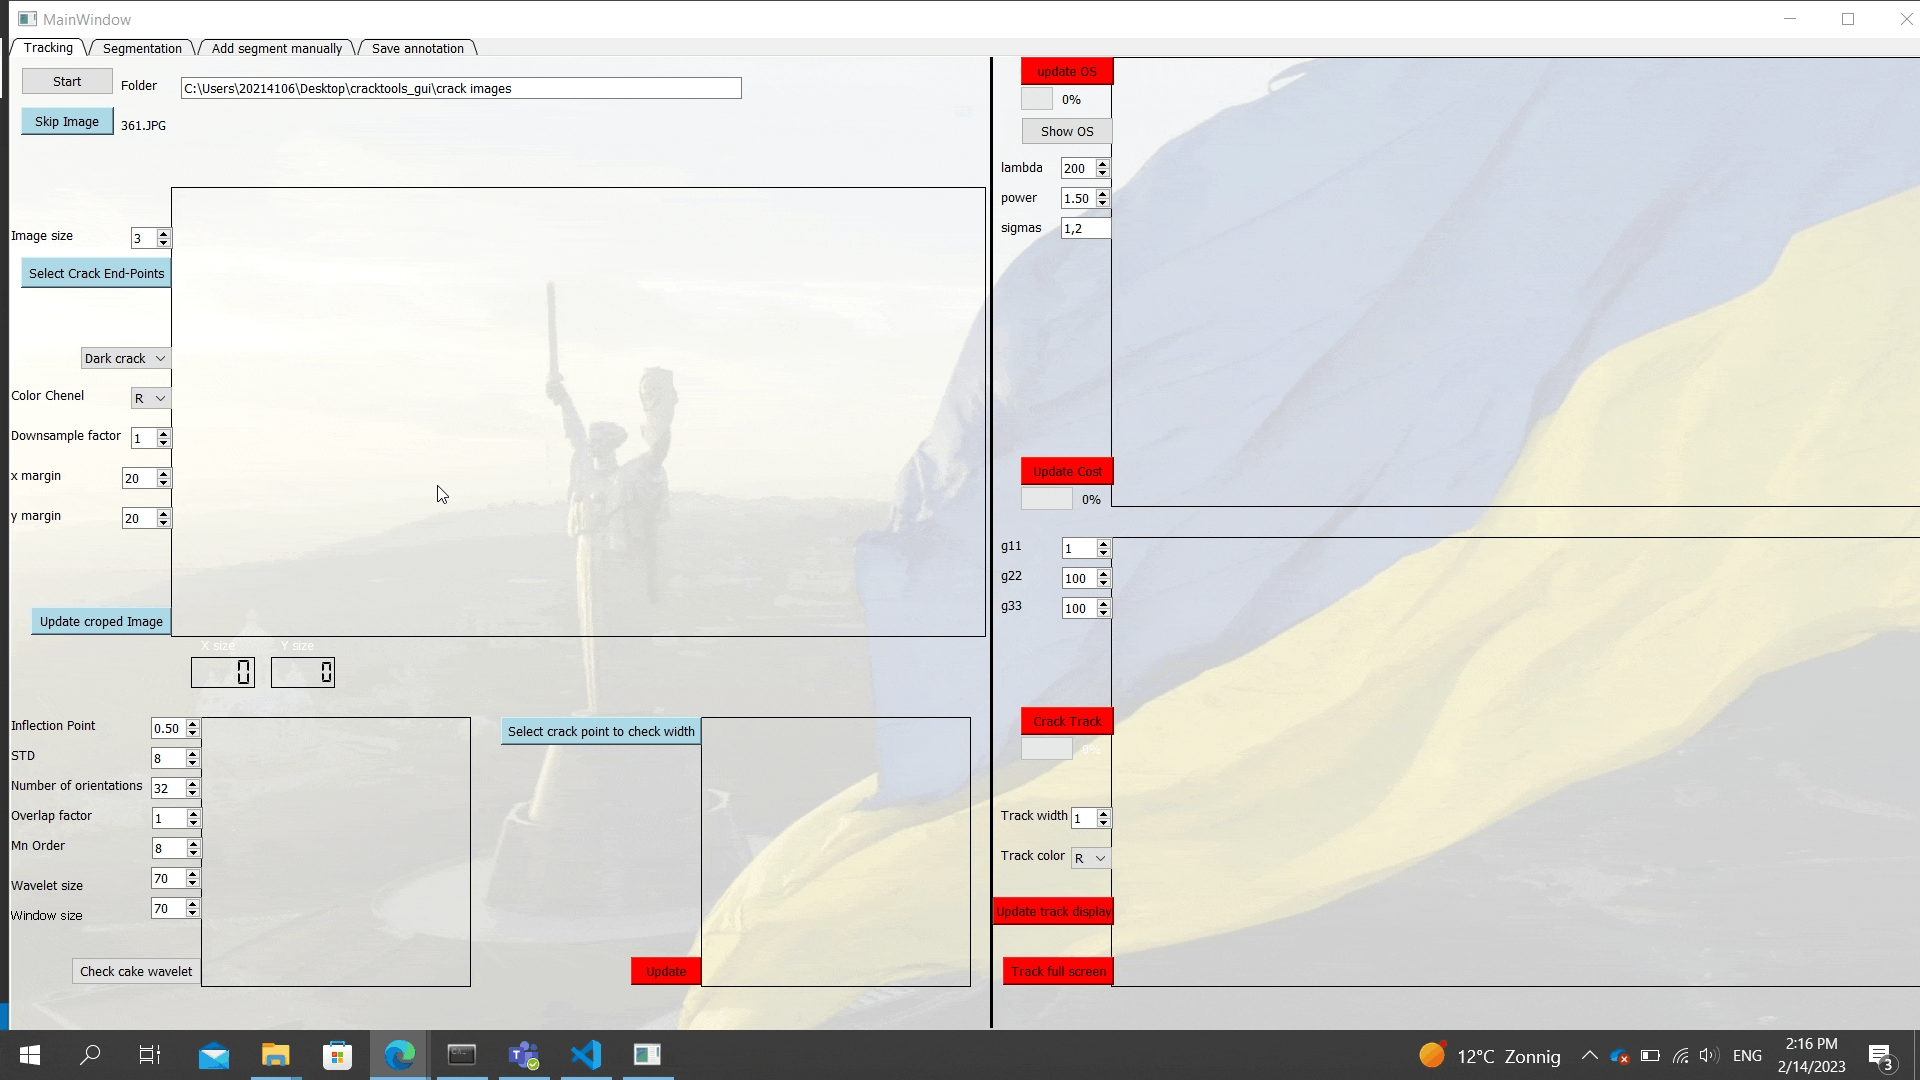 MainWindow
Tracking
Segmentation
Add segment manually
Save annotation
Start
Folder
C:\Users\20214106\Desktop\cracktools_gui\crack images
Skip Image
361.JPG
Image size
3
Select Crack End-Points
Dark crack
Color Chenel
R
Downsample factor
1
x margin
20
y margin
20
Update croped Image
X size
Y size
0
0
Inflection Point
0.50
STD
8
Number of orientations
32
Overlap factor
1
Mn Order
8
Wavelet size
70
Window size
70
Check cake wavelet
Select crack point to check width
Update
update OS
0%
Show OS
lambda
200
power
1.50
sigmas
1,2
Update Cost
0%
g11
1
g22
100
g33
100
Crack Track
0%
Track width
1
Track color
R
Update track display
Track full screen
12°C Zonnig
ENG
2:16 PM
2/14/2023
3